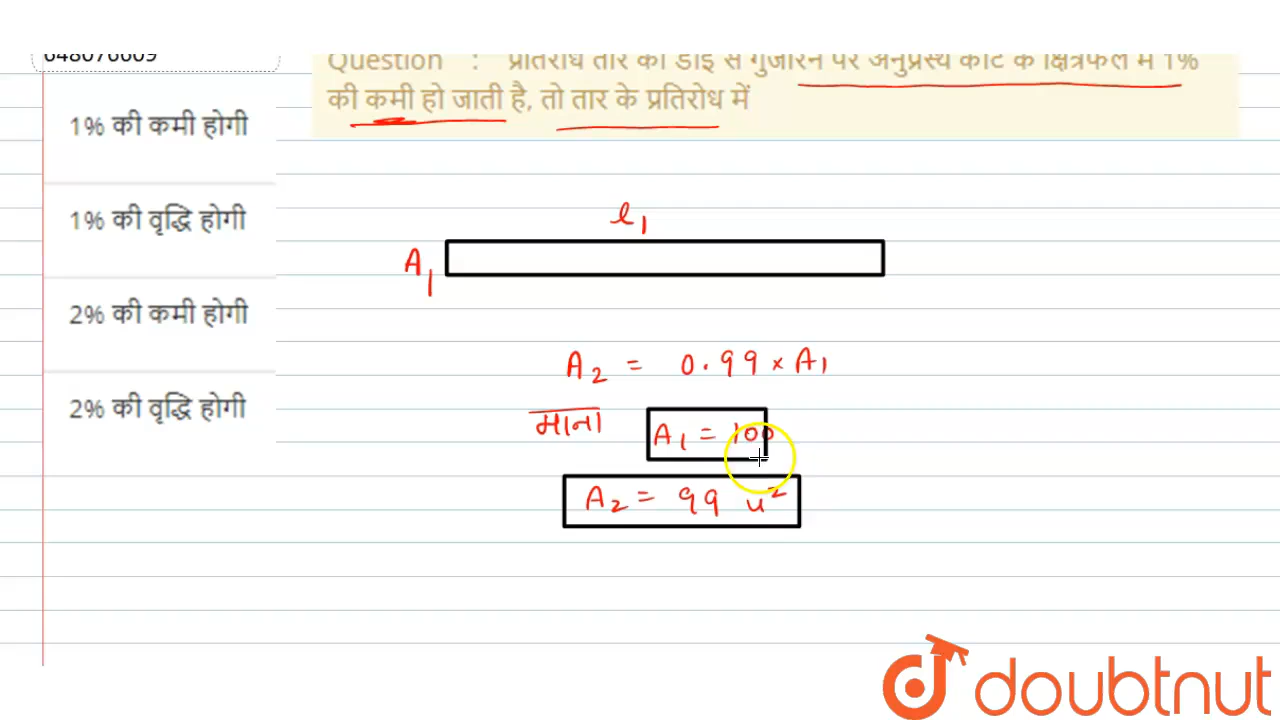 648076609
Question : प्रतिरोध तार को डाई से गुजारने पर अनुप्रस्थ काट के क्षेत्रफल में 1%
की कमी हो जाती है, तो तार के प्रतिरोध में
1% की कमी होगी
1% की वृद्धि होगी
2% की कमी होगी
2% की वृद्धि होगी
l₁
A₁
A₂ = 0.99 × A₁
माना A₁ = 100
A₂ = 99 u²
doubtnut